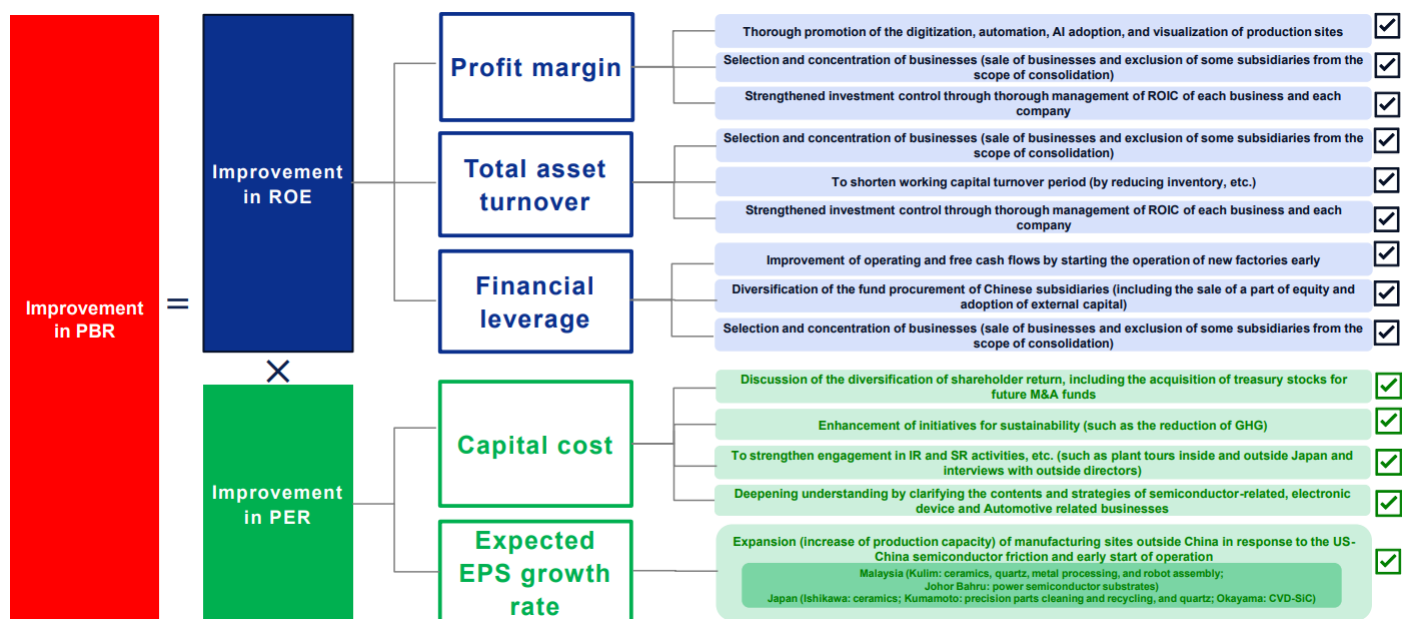 Improvement
in PBR
=
Improvement
in ROE
×
Improvement
in PER
Profit margin
Thorough promotion of the digitization, automation, AI adoption, and visualization of production sites
Selection and concentration of businesses (sale of businesses and exclusion of some subsidiaries from the
scope of consolidation)
Strengthened investment control through thorough management of ROIC of each business and each
company
Total asset
turnover
Selection and concentration of businesses (sale of businesses and exclusion of some subsidiaries from the
scope of consolidation)
To shorten working capital turnover period (by reducing inventory, etc.)
Strengthened investment control through thorough management of ROIC of each business and each
company
Financial
leverage
Improvement of operating and free cash flows by starting the operation of new factories early
Diversification of the fund procurement of Chinese subsidiaries (including the sale of a part of equity and
adoption of external capital)
Selection and concentration of businesses (sale of businesses and exclusion of some subsidiaries from the
scope of consolidation)
Capital cost
Discussion of the diversification of shareholder return, including the acquisition of treasury stocks for
future M&A funds
Enhancement of initiatives for sustainability (such as the reduction of GHG)
To strengthen engagement in IR and SR activities, etc. (such as plant tours inside and outside Japan and
interviews with outside directors)
Deepening understanding by clarifying the contents and strategies of semiconductor-related, electronic
device and Automotive related businesses
Expected
EPS growth
rate
Expansion (increase of production capacity) of manufacturing sites outside China in response to the US-
China semiconductor friction and early start of operation
Malaysia (Kulim: ceramics, quartz, metal processing, and robot assembly;
Johor Bahru: power semiconductor substrates)
Japan (Ishikawa: ceramics; Kumamoto: precision parts cleaning and recycling, and quartz; Okayama: CVD-SiC)